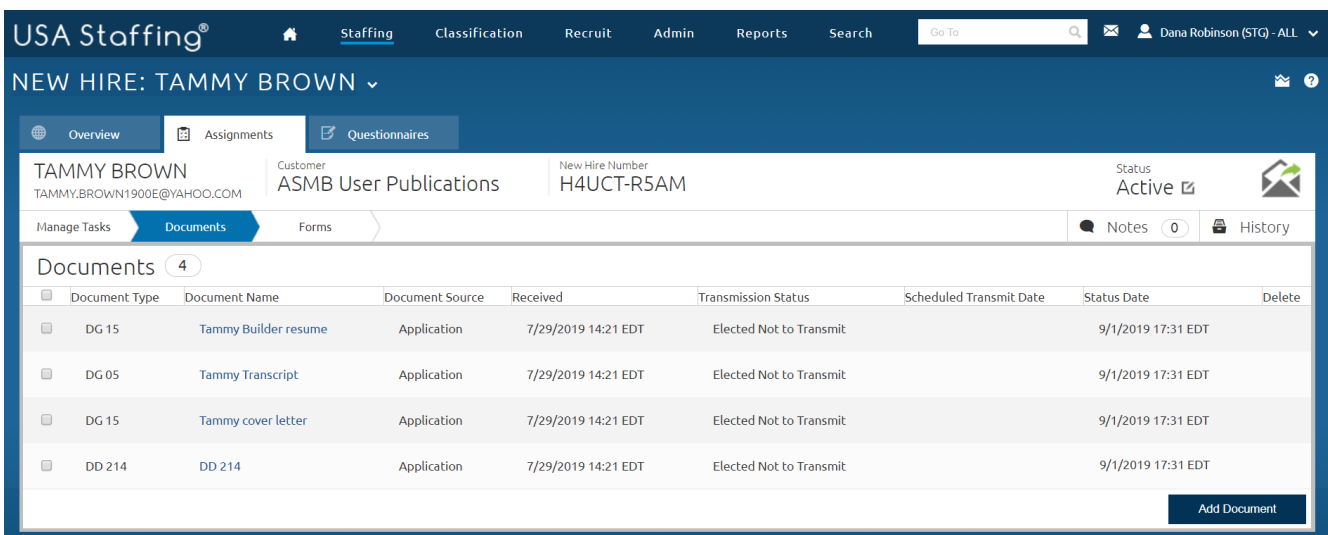 USA Staffing® Staffing Classification Recruit Admin Reports Search Go To Dana Robinson (STG) - ALL
NEW HIRE: TAMMY BROWN
Overview Assignments Questionnaires
TAMMY BROWN
TAMMY.BROWN1900E@YAHOO.COM
Customer
ASMB User Publications
New Hire Number
H4UCT-R5AM
Status
Active
Manage Tasks Documents Forms Notes 0 History
Documents 4
Document Type Document Name Document Source Received Transmission Status Scheduled Transmit Date Status Date Delete
DG 15 Tammy Builder resume Application 7/29/2019 14:21 EDT Elected Not to Transmit 9/1/2019 17:31 EDT
DG 05 Tammy Transcript Application 7/29/2019 14:21 EDT Elected Not to Transmit 9/1/2019 17:31 EDT
DG 15 Tammy cover letter Application 7/29/2019 14:21 EDT Elected Not to Transmit 9/1/2019 17:31 EDT
DD 214 DD 214 Application 7/29/2019 14:21 EDT Elected Not to Transmit 9/1/2019 17:31 EDT
Add Document